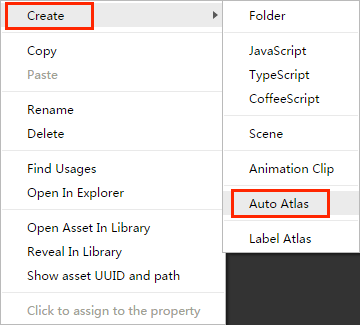 Create
Copy
Paste
Rename
Delete
Find Usages
Open In Explorer
Open Asset In Library
Reveal In Library
Show asset UUID and path
Click to assign to the property
Folder
JavaScript
TypeScript
CoffeeScript
Scene
Animation Clip
Auto Atlas
Label Atlas